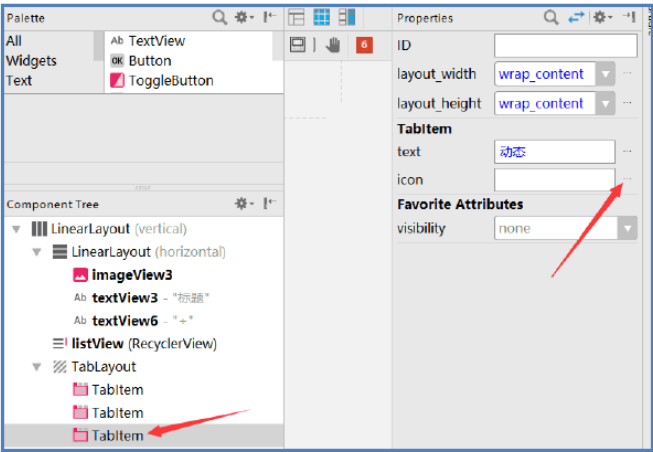 Palette
All
Widgets
Text
Ab TextView
OK Button
ToggleButton
6
Component Tree
LinearLayout (vertical)
LinearLayout (horizontal)
imageView3
Ab textView3 - "标题"
Ab textView6 - "+"
listView (RecyclerView)
TabLayout
TabItem
TabItem
TabItem
Properties
ID
layout_width wrap_content ...
layout_height wrap_content ...
TabItem
text 动态 ...
icon ...
Favorite Attributes
visibility none